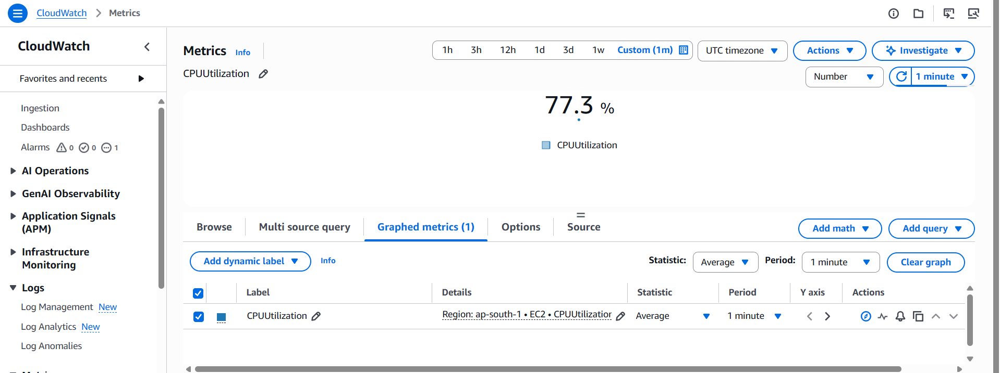 CloudWatch > Metrics
CloudWatch
Favorites and recents
Ingestion
Dashboards
Alarms 0 0 1
AI Operations
GenAI Observability
Application Signals
(APM)
Infrastructure
Monitoring
Logs
Log Management New
Log Analytics New
Log Anomalies
Metrics Info
1h 3h 12h 1d 3d 1w Custom (1m) UTC timezone Actions Investigate
CPUUtilization
Number 1 minute
77.3 %
CPUUtilization
Browse Multi source query Graphed metrics (1) Options Source Add math Add query
Add dynamic label Info Statistic: Average Period: 1 minute Clear graph
Label Details Statistic Period Y axis Actions
CPUUtilization Region: ap-south-1 • EC2 • CPUUtilization Average 1 minute